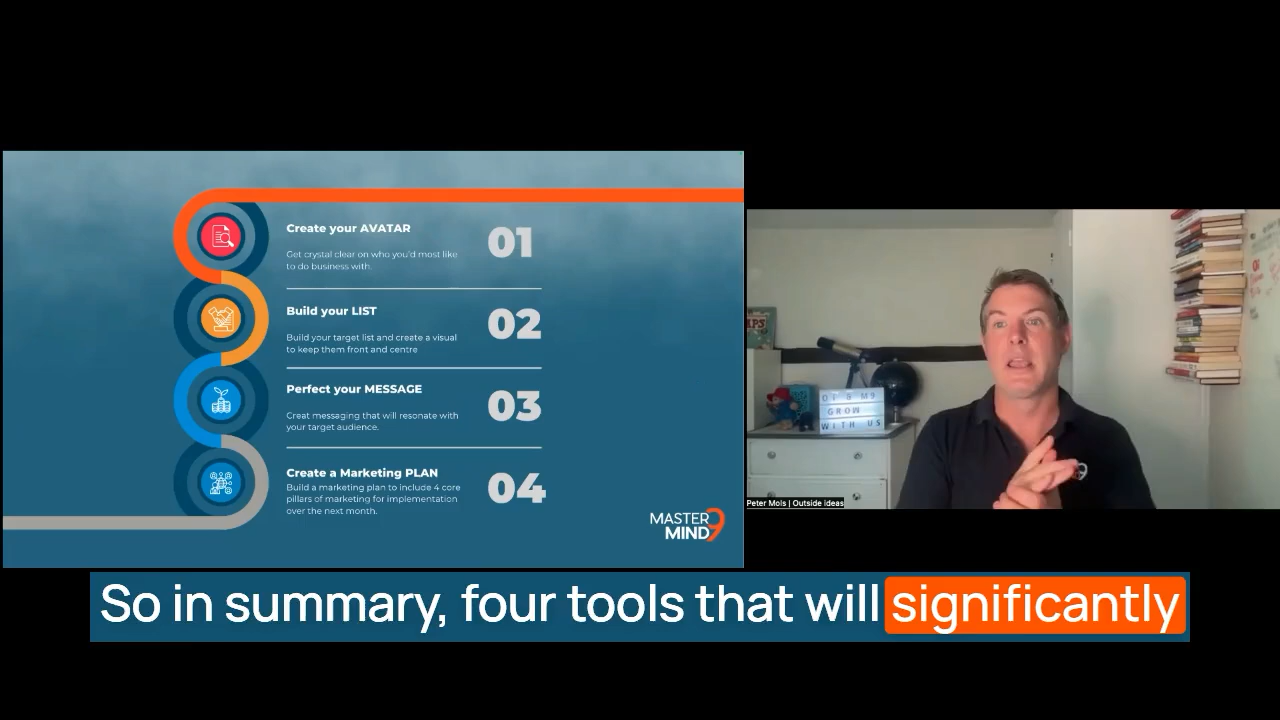 Create your AVATAR
01
Get crystal clear on who you'd most like
to do business with.
Build your LIST
02
Build your target list and create a visual
to keep them front and centre
Perfect your MESSAGE
03
Creat messaging that will resonate with
your target audience.
Create a Marketing PLAN
04
Build a marketing plan to include 4 core
pillars of marketing for implementation
over the next month.
MASTER
MIND9
OI & M9
GROW
WITH US
Peter Mols | Outside ideas
So in summary, four tools that will significantly